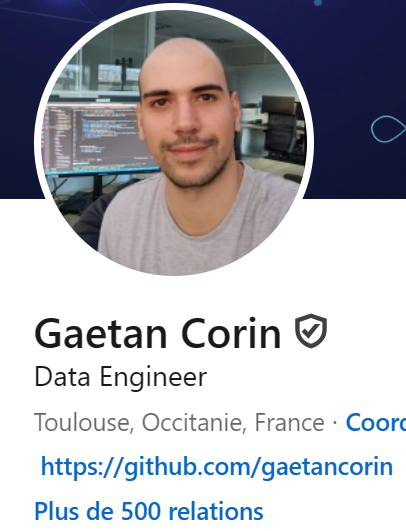 Gaetan Corin
Data Engineer
Toulouse, Occitanie, France · Coord
https://github.com/gaetancorin
Plus de 500 relations